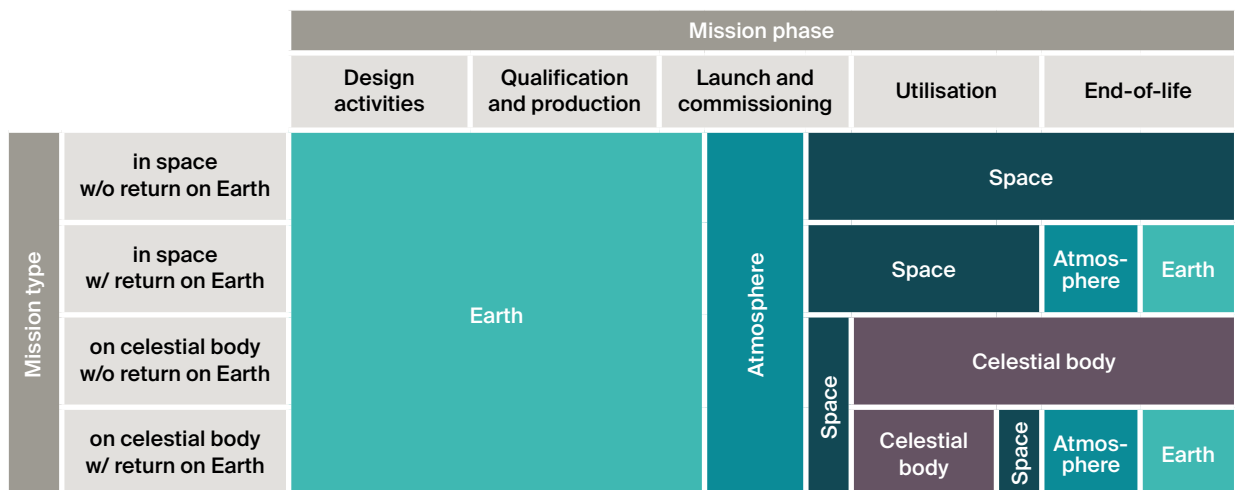 Mission phase
Design
activities
Qualification
and production
Launch and
commissioning
Utilisation
End-of-life
Mission type
in space
w/o return on Earth
in space
w/ return on Earth
on celestial body
w/o return on Earth
on celestial body
w/ return on Earth
Earth
Atmosphere
Space
Space
Atmos-
phere
Earth
Space
Celestial body
Celestial
body
Space
Atmos-
phere
Earth